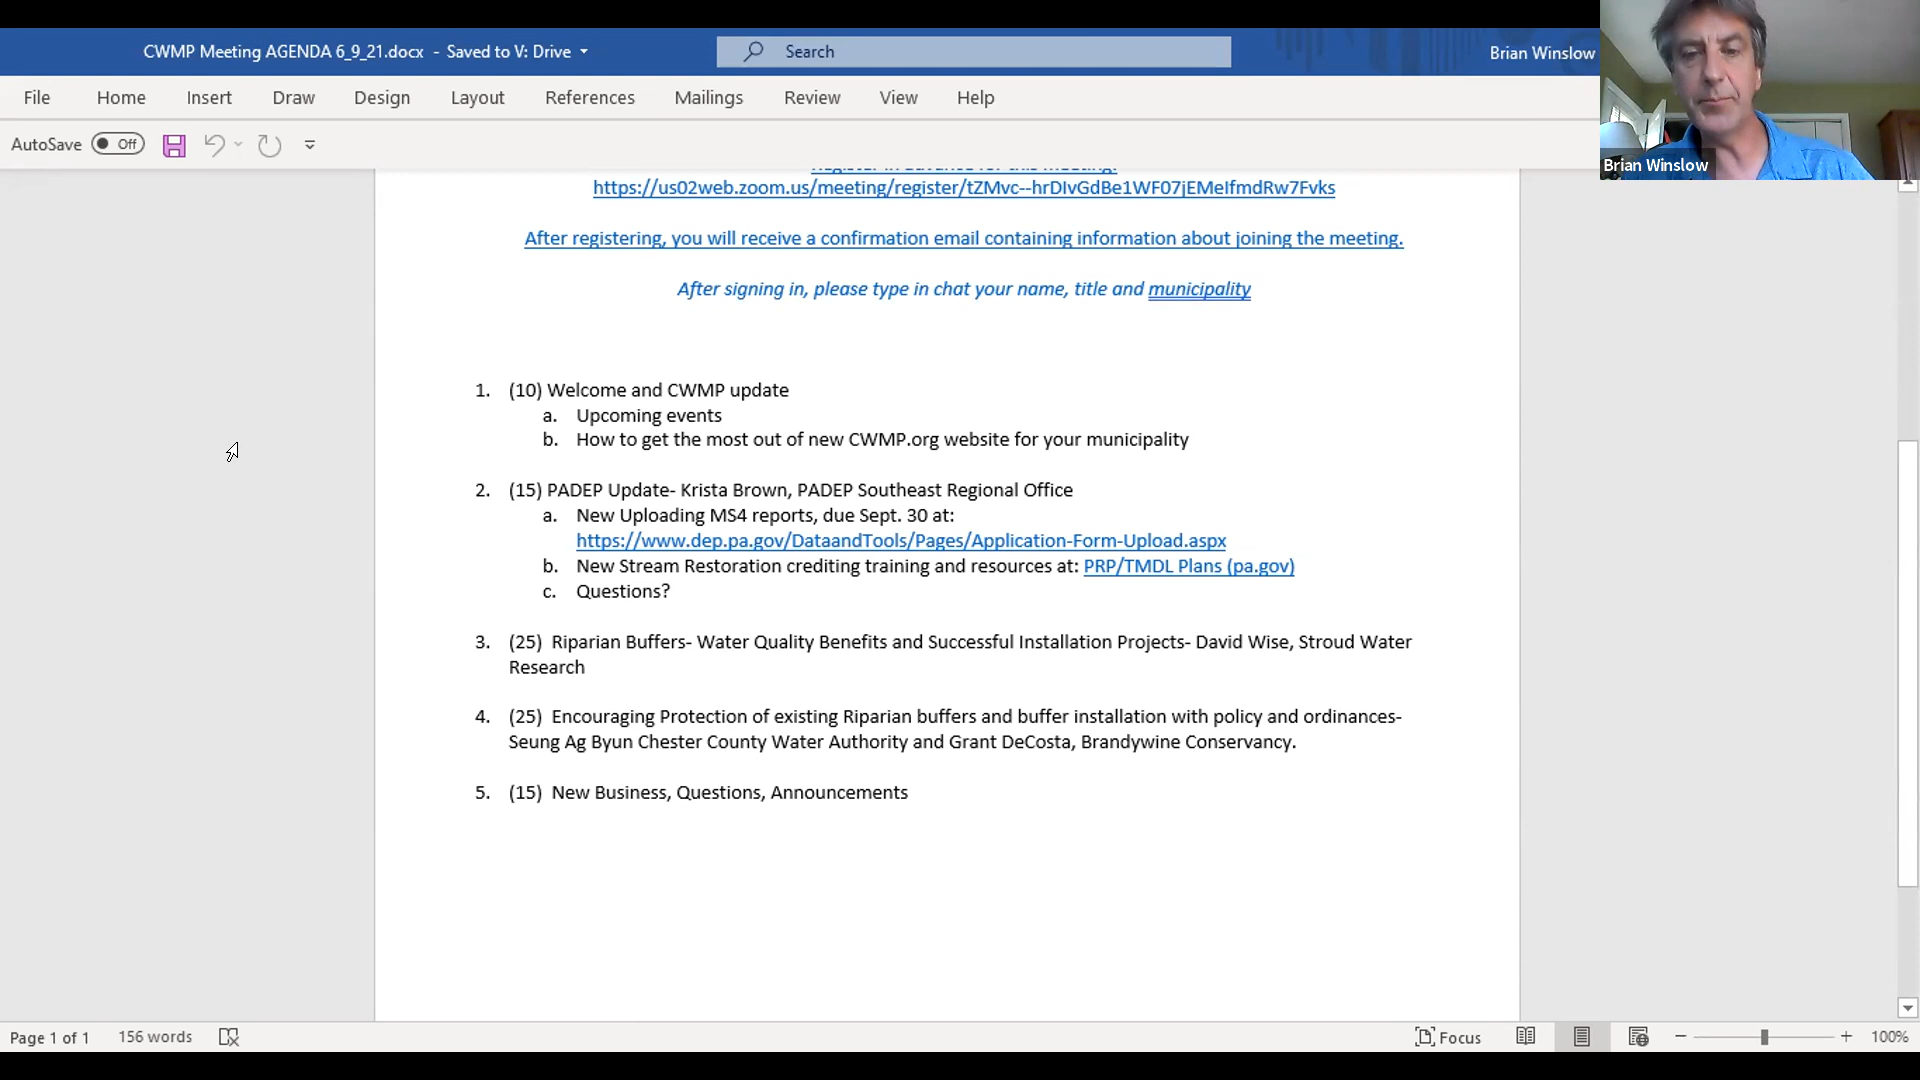 CWMP Meeting AGENDA 6_9_21.docx - Saved to V: Drive
Search
Brian Winslow
File Home Insert Draw Design Layout References Mailings Review View Help
AutoSave Off
Brian Winslow
Register in advance for this meeting:
https://us02web.zoom.us/meeting/register/tZMvc--hrDIvGdBe1WF07jEMeIfmdRw7Fvks
After registering, you will receive a confirmation email containing information about joining the meeting.
After signing in, please type in chat your name, title and municipality
1. (10) Welcome and CWMP update
a. Upcoming events
b. How to get the most out of new CWMP.org website for your municipality
2. (15) PADEP Update- Krista Brown, PADEP Southeast Regional Office
a. New Uploading MS4 reports, due Sept. 30 at:
https://www.dep.pa.gov/DataandTools/Pages/Application-Form-Upload.aspx
b. New Stream Restoration crediting training and resources at: PRP/TMDL Plans (pa.gov)
c. Questions?
3. (25) Riparian Buffers- Water Quality Benefits and Successful Installation Projects- David Wise, Stroud Water
Research
4. (25) Encouraging Protection of existing Riparian buffers and buffer installation with policy and ordinances-
Seung Ag Byun Chester County Water Authority and Grant DeCosta, Brandywine Conservancy.
5. (15) New Business, Questions, Announcements
Page 1 of 1 156 words
Focus
100%